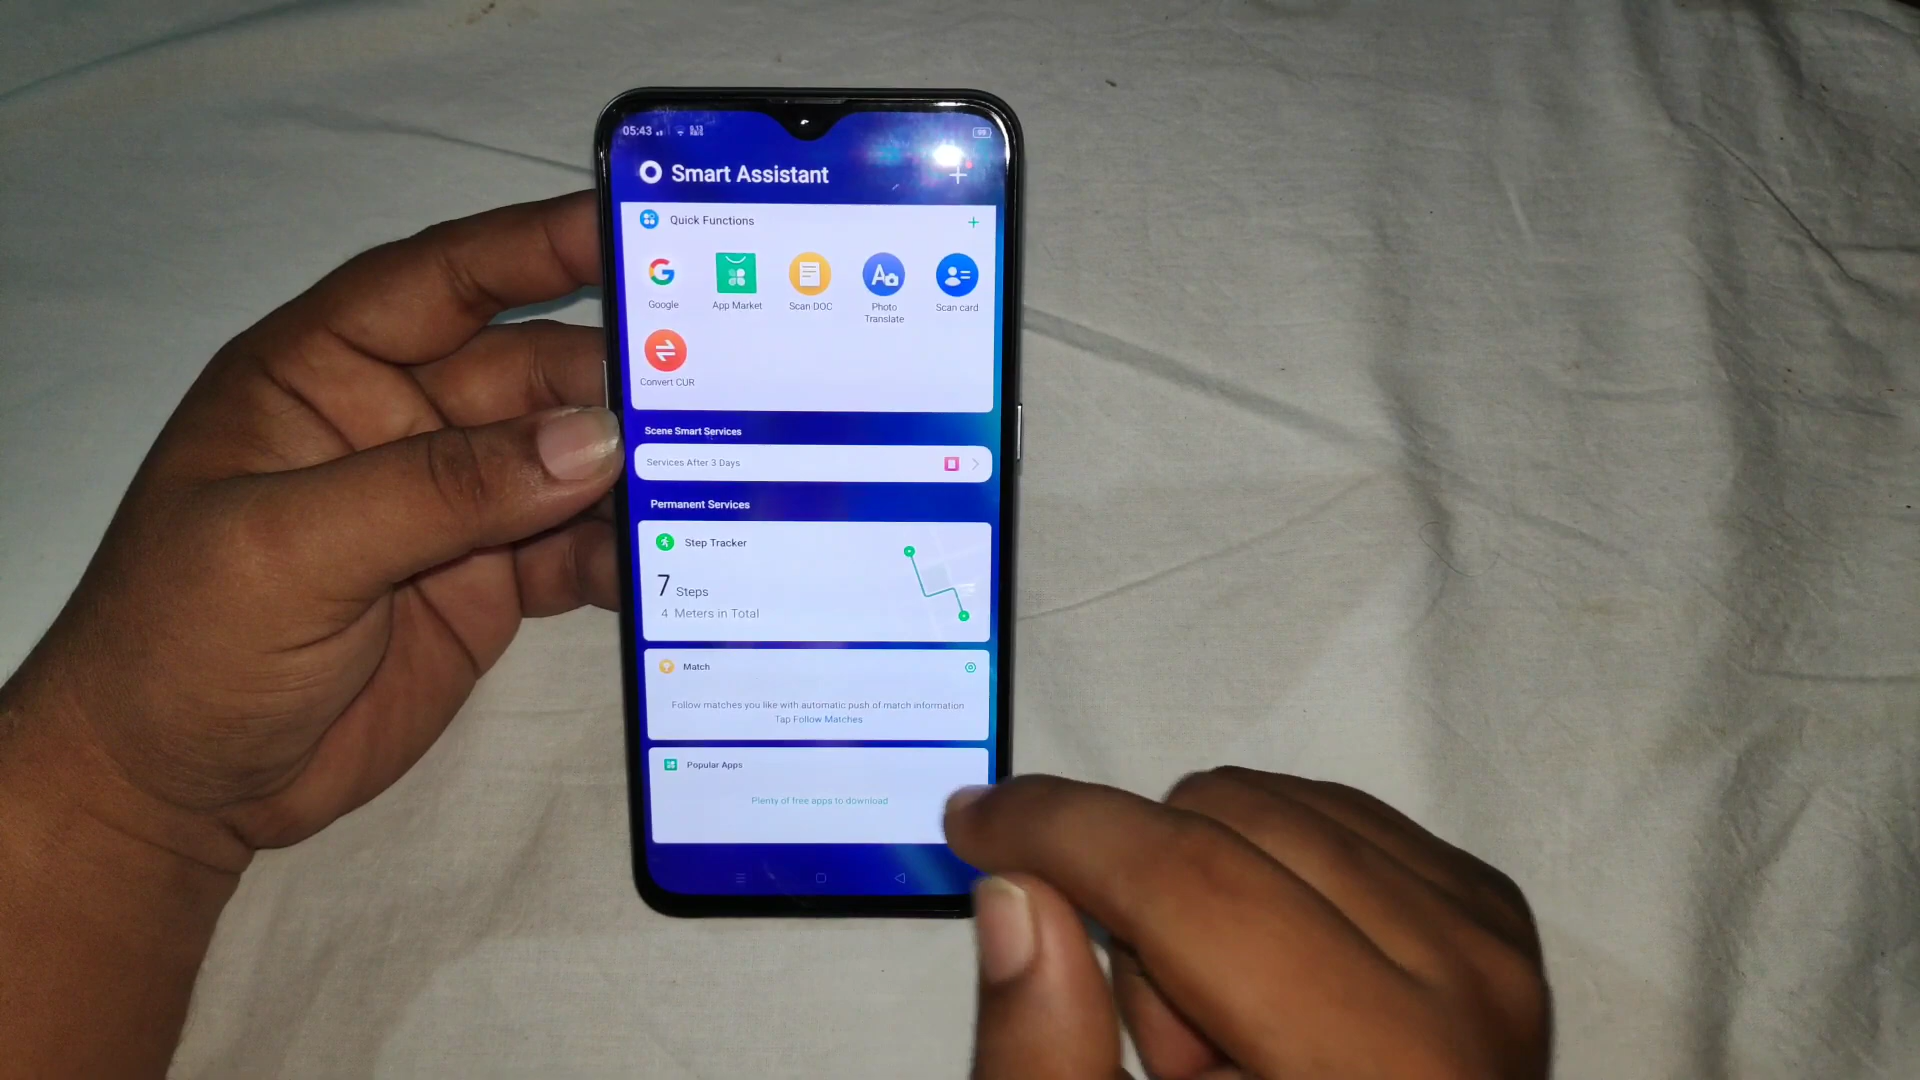 05:43
99
Smart Assistant
Quick Functions
Google
App Market
Scan DOC
Photo
Translate
Scan card
Convert CUR
Scene Smart Services
Services After 3 Days
Permanent Services
Step Tracker
7 Steps
4 Meters in Total
Match
Follow matches you like with automatic push of match information
Tap Follow Matches
Popular Apps
Plenty of free apps to download